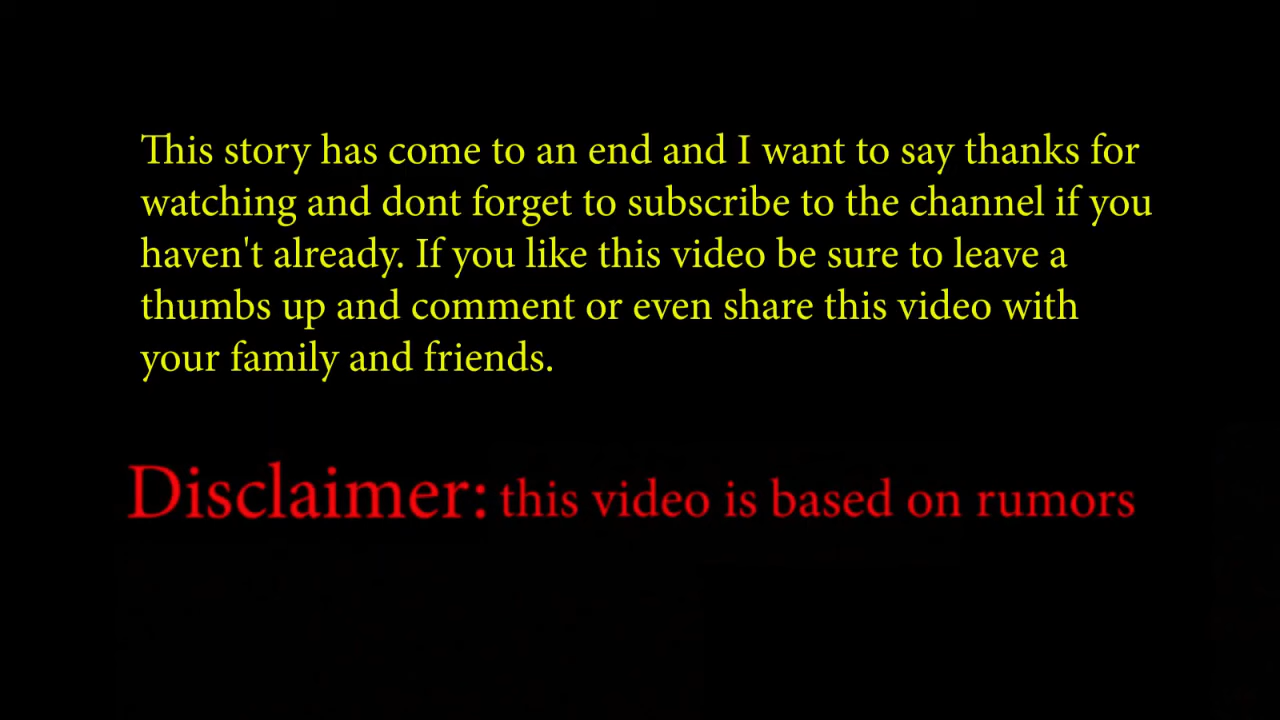 This story has come to an end and I want to say thanks for
watching and dont forget to subscribe to the channel if you
haven't already. If you like this video be sure to leave a
thumbs up and comment or even share this video with
your family and friends.
Disclaimer: this video is based on rumors